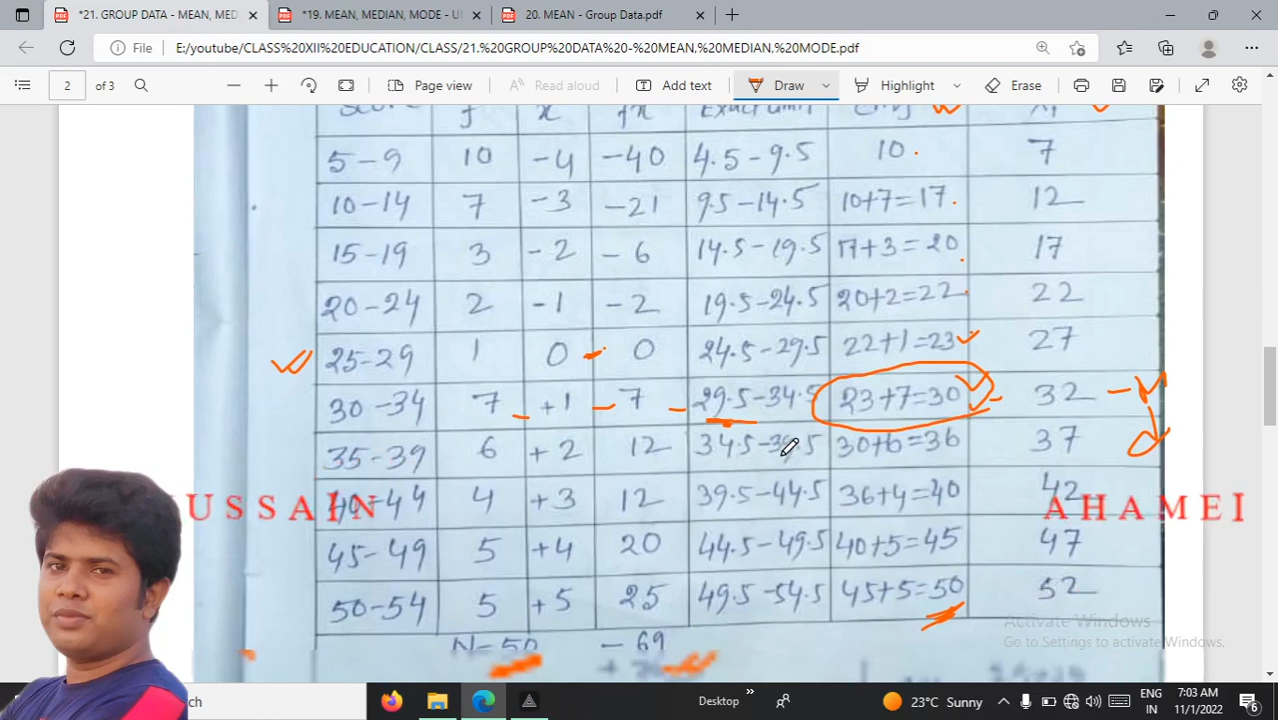 *21. GROUP DATA - MEAN, MED
*19. MEAN, MEDIAN, MODE - U
20. MEAN - Group Data.pdf
File E:/youtube/CLASS%20XII%20EDUCATION/CLASS/21.%20GROUP%20DATA%20-%20MEAN,%20MEDIAN,%20MODE.pdf
2 of 3 Page view Read aloud Add text Draw Highlight Erase
f x fx Exact limit
5-9 10 -4 -40 4.5-9.5 10 7
10-14 7 -3 -21 9.5-14.5 10+7=17 12
15-19 3 -2 -6 14.5-19.5 17+3=20 17
20-24 2 -1 -2 19.5-24.5 20+2=22 22
25-29 1 0 0 24.5-29.5 22+1=23 27
30-34 7 +1 7 29.5-34.5 23+7=30 32 - M
35-39 6 +2 12 34.5-39.5 30+6=36 37
40-44 4 +3 12 39.5-44.5 36+4=40 42
USSAIN AHAMEI
45-49 5 +4 20 44.5-49.5 40+5=45 47
50-54 5 +5 25 49.5-54.5 45+5=50 52
N=50 -69
Activate Windows
Go to Settings to activate Windows.
rch
Desktop
23°C Sunny
ENG
IN
7:03 AM
11/1/2022
6